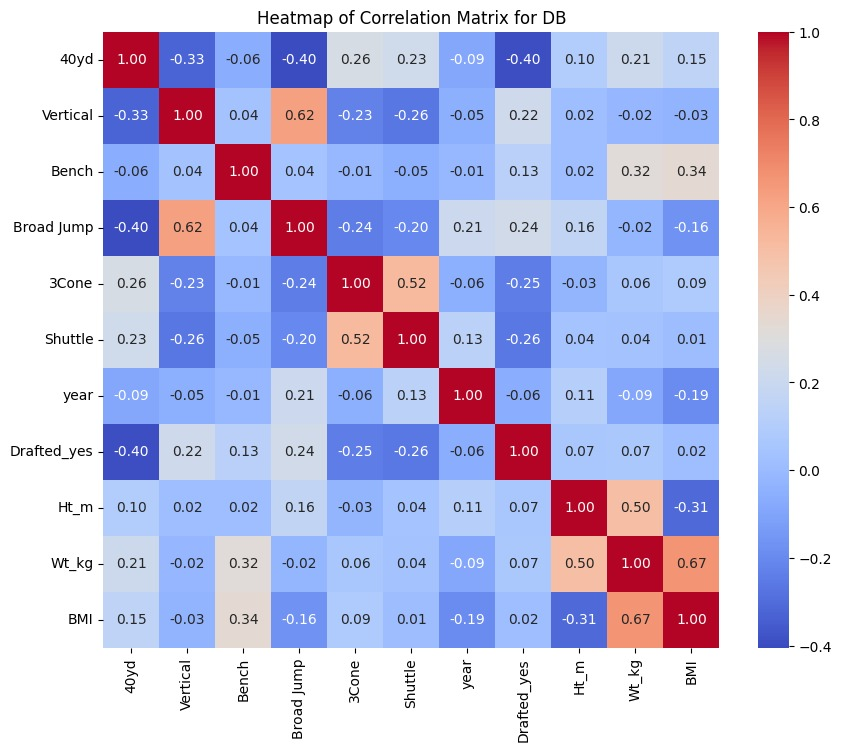 Heatmap of Correlation Matrix for DB
40yd 1.00 -0.33 -0.06 -0.40 0.26 0.23 -0.09 -0.40 0.10 0.21 0.15
Vertical -0.33 1.00 0.04 0.62 -0.23 -0.26 -0.05 0.22 0.02 -0.02 -0.03
Bench -0.06 0.04 1.00 0.04 -0.01 -0.05 -0.01 0.13 0.02 0.32 0.34
Broad Jump -0.40 0.62 0.04 1.00 -0.24 -0.20 0.21 0.24 0.16 -0.02 -0.16
3Cone 0.26 -0.23 -0.01 -0.24 1.00 0.52 -0.06 -0.25 -0.03 0.06 0.09
Shuttle 0.23 -0.26 -0.05 -0.20 0.52 1.00 0.13 -0.26 0.04 0.04 0.01
year -0.09 -0.05 -0.01 0.21 -0.06 0.13 1.00 -0.06 0.11 -0.09 -0.19
Drafted_yes -0.40 0.22 0.13 0.24 -0.25 -0.26 -0.06 1.00 0.07 0.07 0.02
Ht_m 0.10 0.02 0.02 0.16 -0.03 0.04 0.11 0.07 1.00 0.50 -0.31
Wt_kg 0.21 -0.02 0.32 -0.02 0.06 0.04 -0.09 0.07 0.50 1.00 0.67
BMI 0.15 -0.03 0.34 -0.16 0.09 0.01 -0.19 0.02 -0.31 0.67 1.00
40yd Vertical Bench Broad Jump 3Cone Shuttle year Drafted_yes Ht_m Wt_kg BMI
1.0
0.8
0.6
0.4
0.2
0.0
−0.2
−0.4